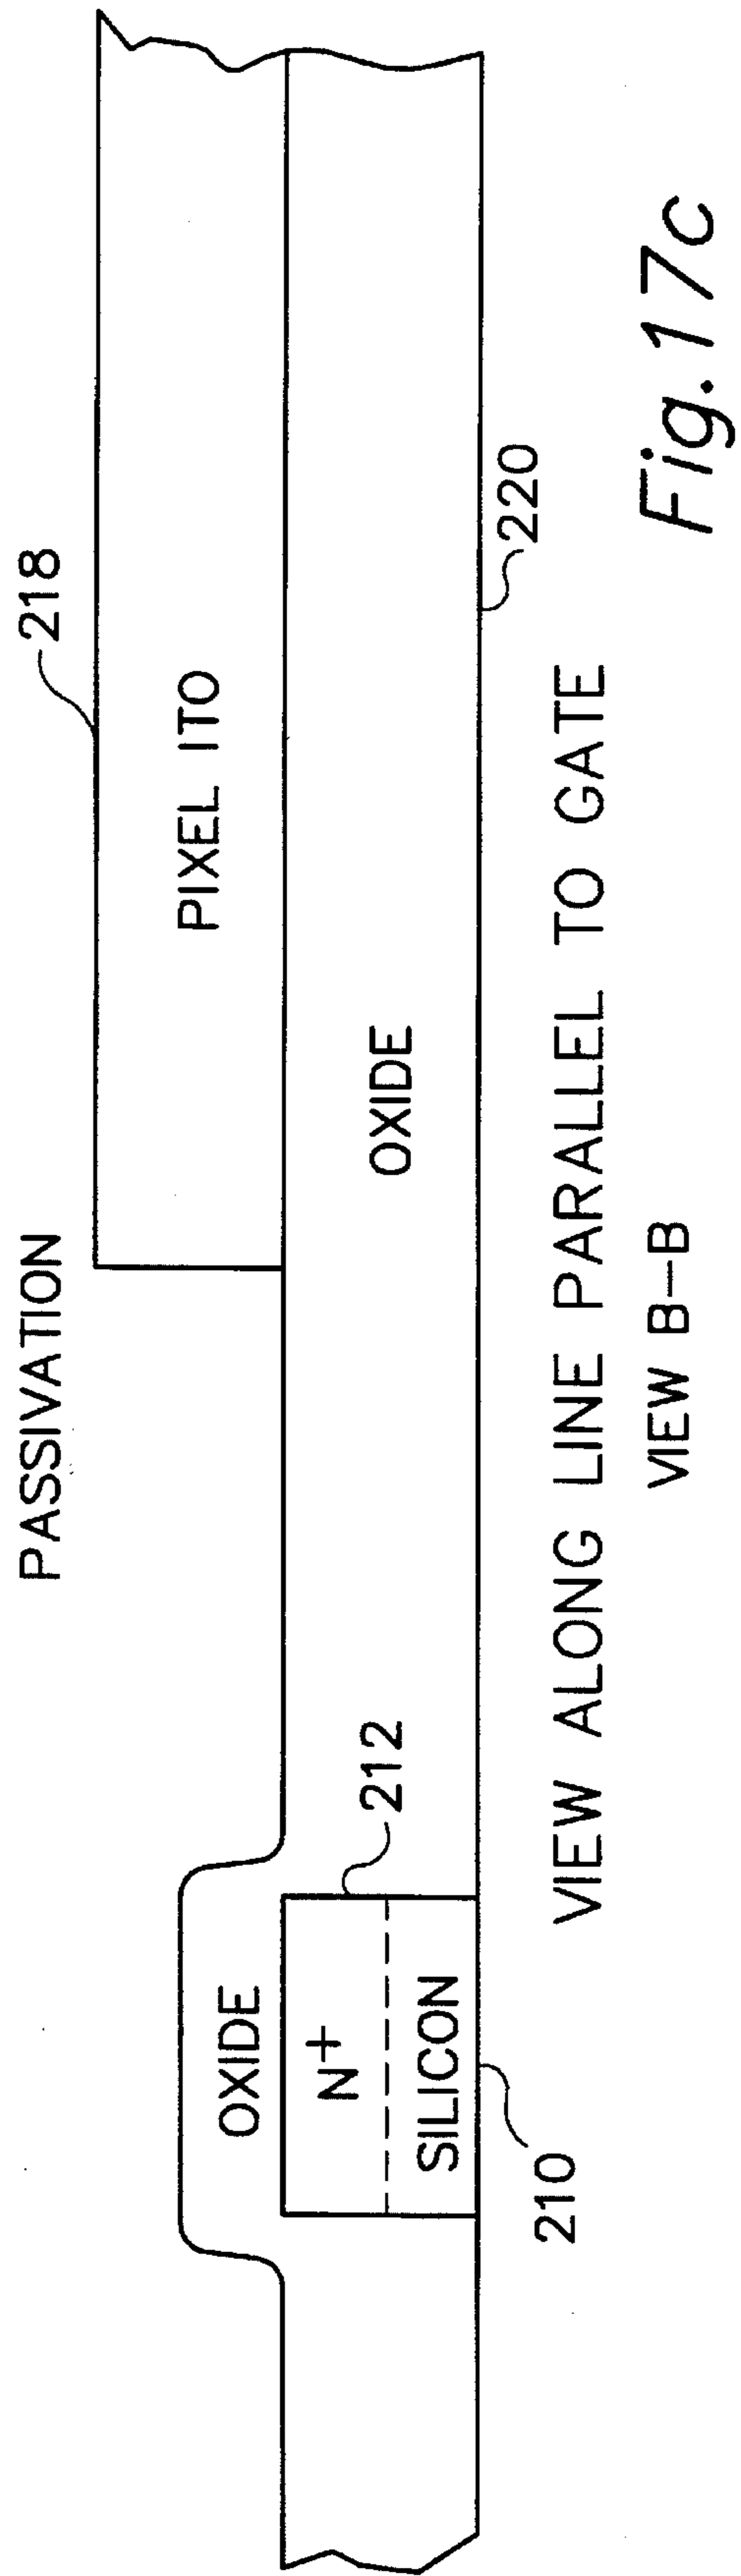 PASSIVATION
218
PIXEL ITO
OXIDE
N+
SILICON
212
OXIDE
210
220
VIEW ALONG LINE PARALLEL TO GATE
VIEW B-B
Fig. 17c